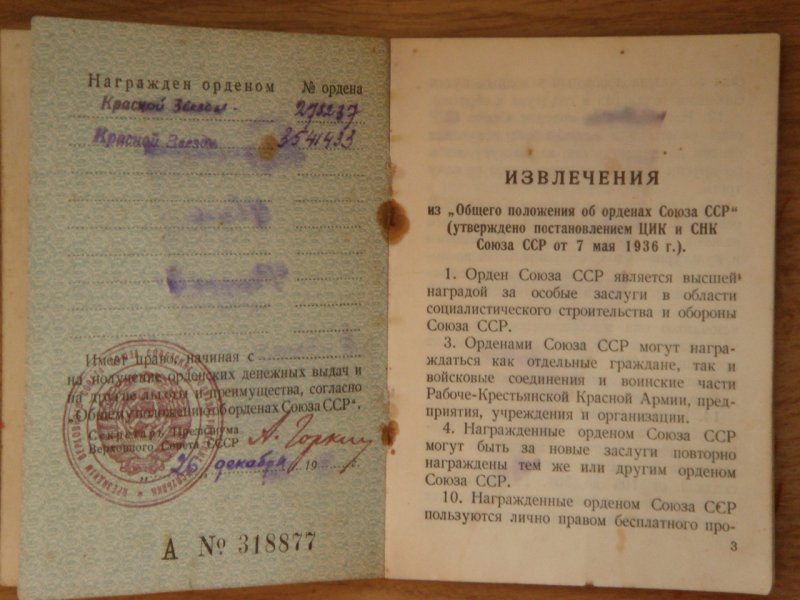 Награжден орденом № ордена
Красной Звезды
Красной Звезды 3541433
Имеет право, начиная с
на получение орденских денежных выдач и
на другие льготы и преимущества, согласно
„Общему положению об орденах Союза ССР“.
Секретарь Президиума
Верховного Совета СССР А. Горкин
26 декабря 19 г.
А № 318877
ИЗВЛЕЧЕНИЯ
из „Общего положения об орденах Союза ССР“
(утверждено постановлением ЦИК и СНК
Союза ССР от 7 мая 1936 г.).
1. Орден Союза ССР является высшей
наградой за особые заслуги в области
социалистического строительства и обороны
Союза ССР.
3. Орденами Союза ССР могут награ-
ждаться как отдельные граждане, так и
войсковые соединения и воинские части
Рабоче-Крестьянской Красной Армии, пред-
приятия, учреждения и организации.
4. Награжденные орденом Союза ССР
могут быть за новые заслуги повторно
награждены тем же или другим орденом
Союза ССР.
10. Награжденные орденом Союза ССР
пользуются лично правом бесплатного про-
3